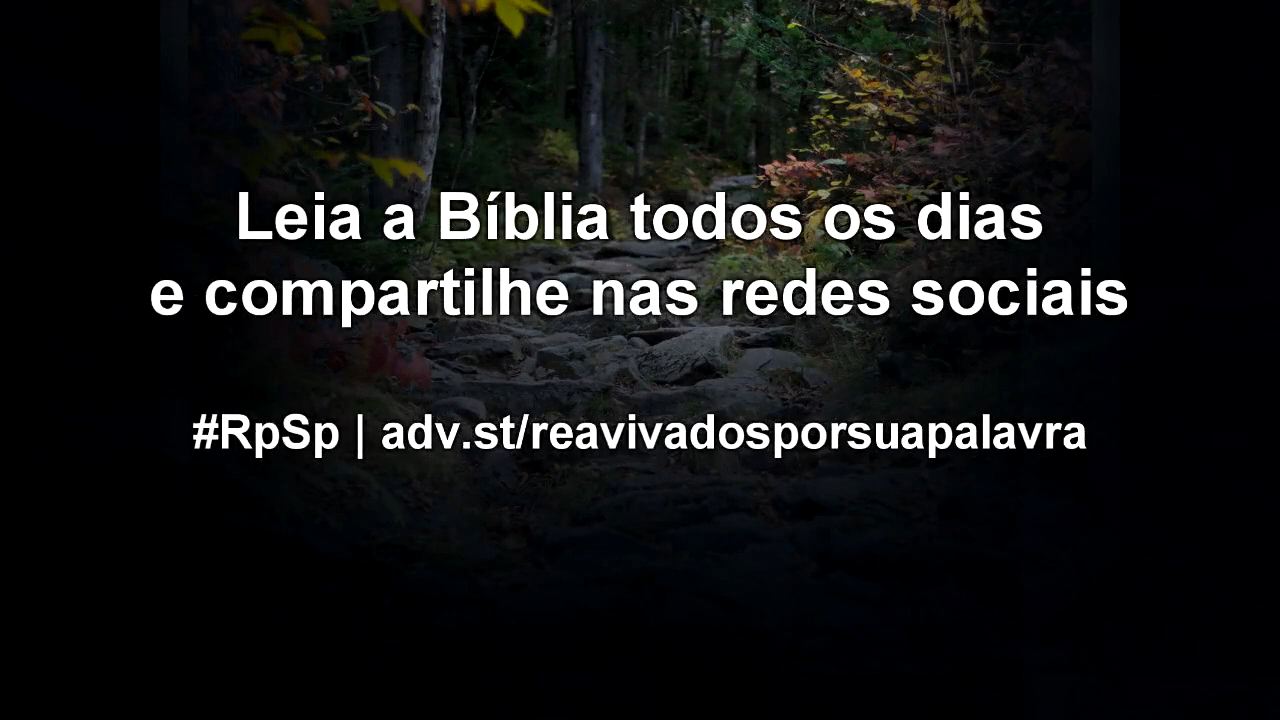 Leia a Bíblia todos os dias
e compartilhe nas redes sociais
#RpSp | adv.st/reavivadosporsuapalavra